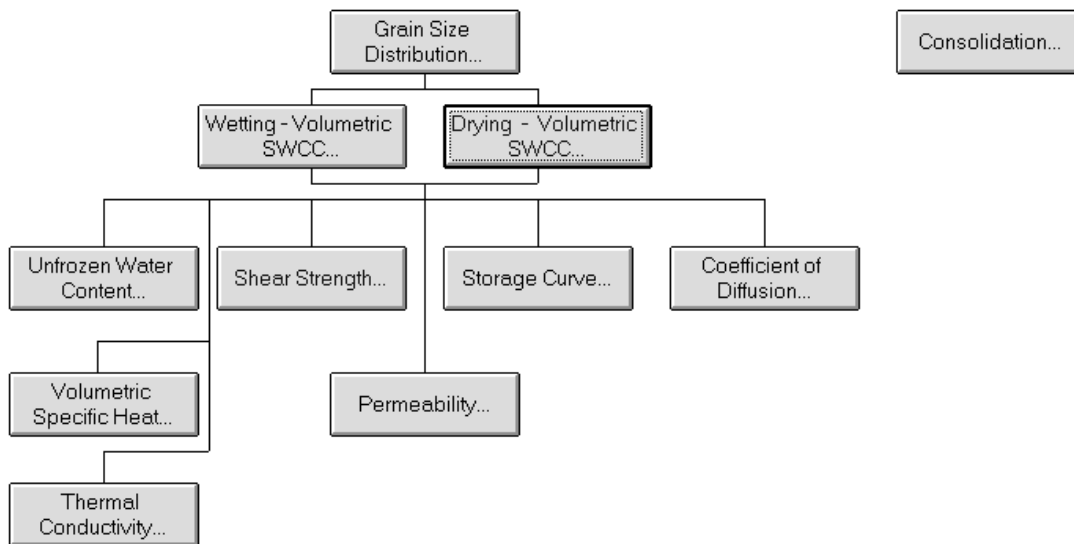 Grain Size
Distribution...
Consolidation...
Wetting - Volumetric
SWCC...
Drying - Volumetric
SWCC...
Unfrozen Water
Content...
Shear Strength...
Storage Curve...
Coefficient of
Diffusion...
Volumetric
Specific Heat...
Permeability...
Thermal
Conductivity...